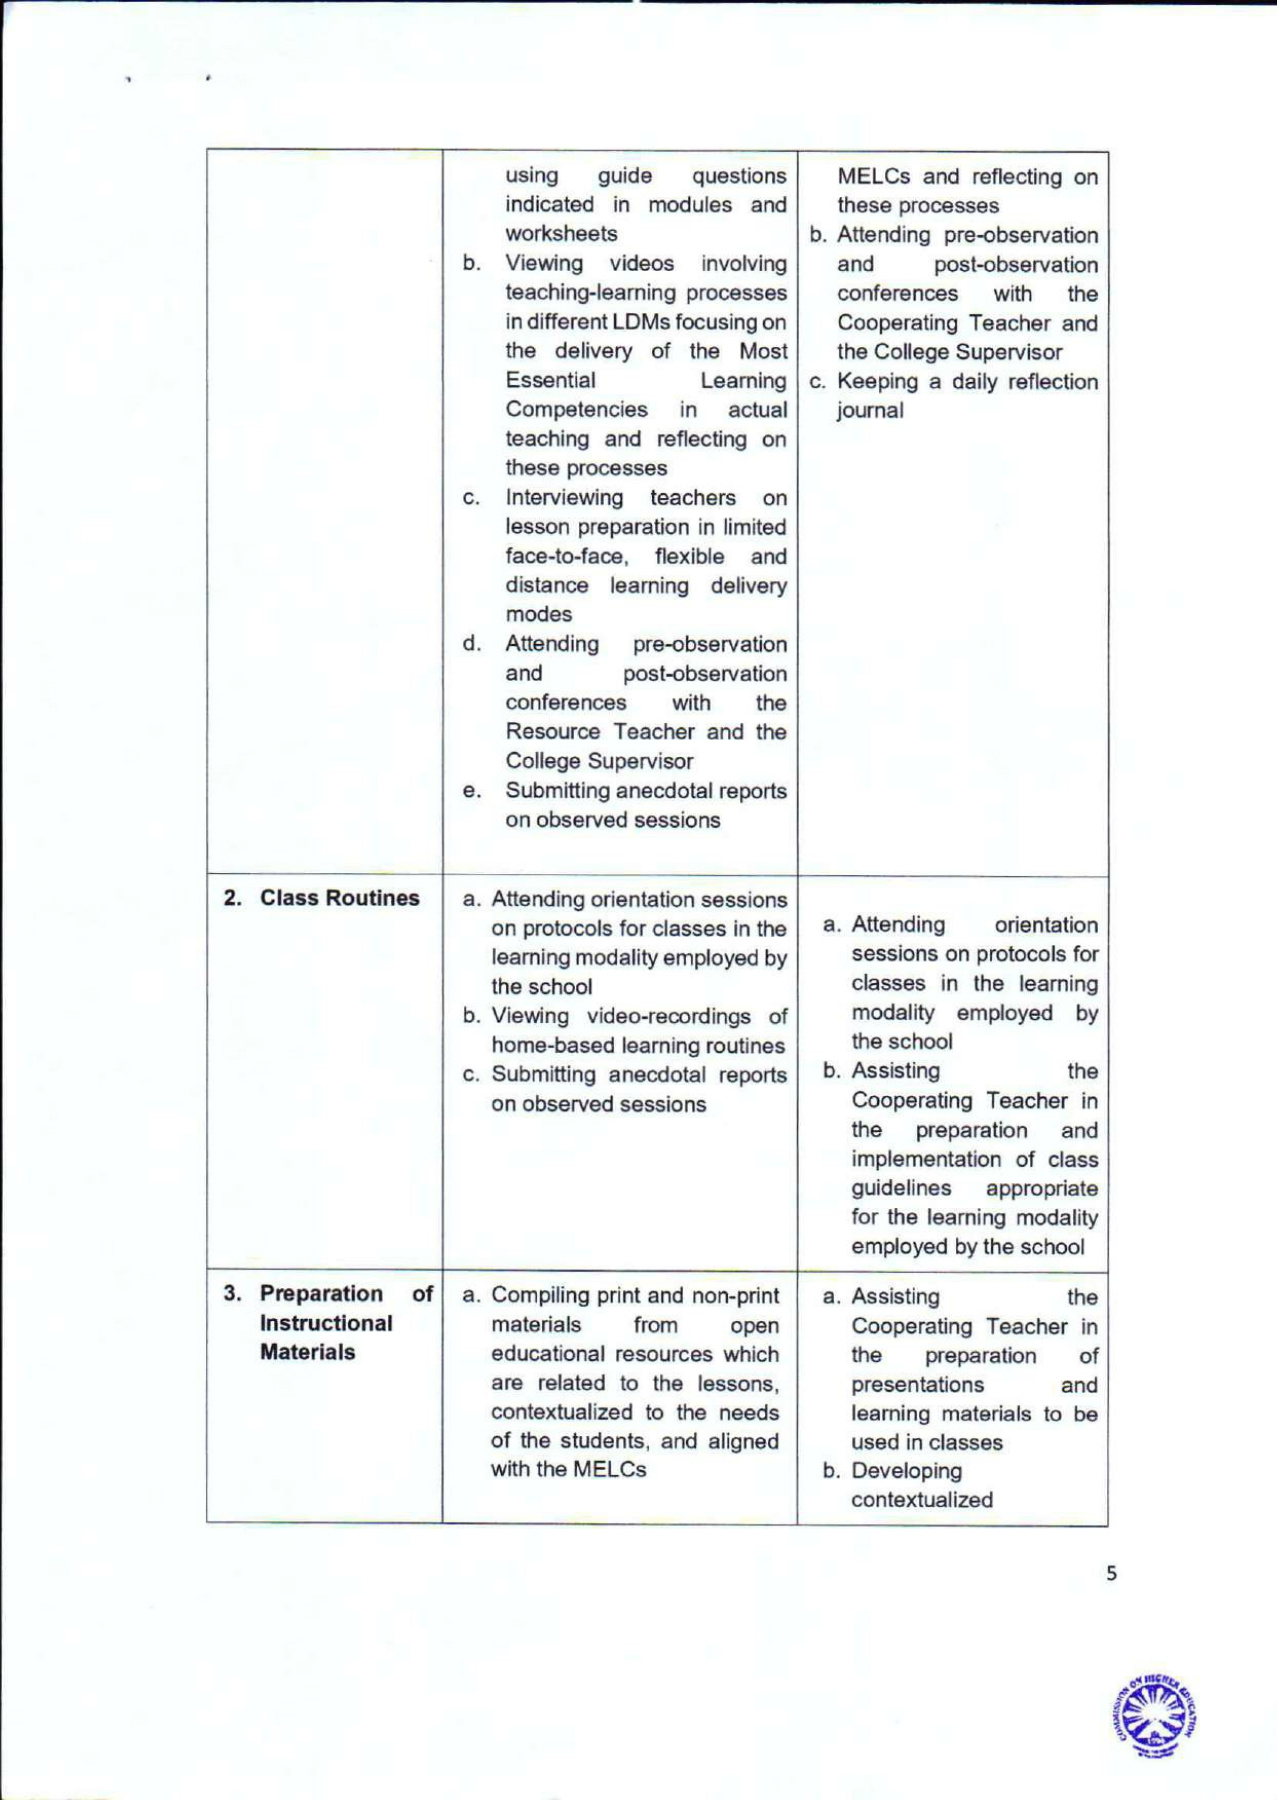 using guide questions
indicated in modules and
worksheets
b. Viewing videos involving
teaching-learning processes
in different LDMs focusing on
the delivery of the Most
Essential Learning
Competencies in actual
teaching and reflecting on
these processes
c. Interviewing teachers on
lesson preparation in limited
face-to-face, flexible and
distance learning delivery
modes
d. Attending pre-observation
and post-observation
conferences with the
Resource Teacher and the
College Supervisor
e. Submitting anecdotal reports
on observed sessions
MELCs and reflecting on
these processes
b. Attending pre-observation
and post-observation
conferences with the
Cooperating Teacher and
the College Supervisor
c. Keeping a daily reflection
journal
2. Class Routines
a. Attending orientation sessions
on protocols for classes in the
learning modality employed by
the school
b. Viewing video-recordings of
home-based learning routines
c. Submitting anecdotal reports
on observed sessions
a. Attending orientation
sessions on protocols for
classes in the learning
modality employed by
the school
b. Assisting the
Cooperating Teacher in
the preparation and
implementation of class
guidelines appropriate
for the learning modality
employed by the school
3. Preparation of
Instructional
Materials
a. Compiling print and non-print
materials from open
educational resources which
are related to the lessons,
contextualized to the needs
of the students, and aligned
with the MELCs
a. Assisting the
Cooperating Teacher in
the preparation of
presentations and
learning materials to be
used in classes
b. Developing
contextualized
5
COMMISSION ON HIGHER EDUCATION